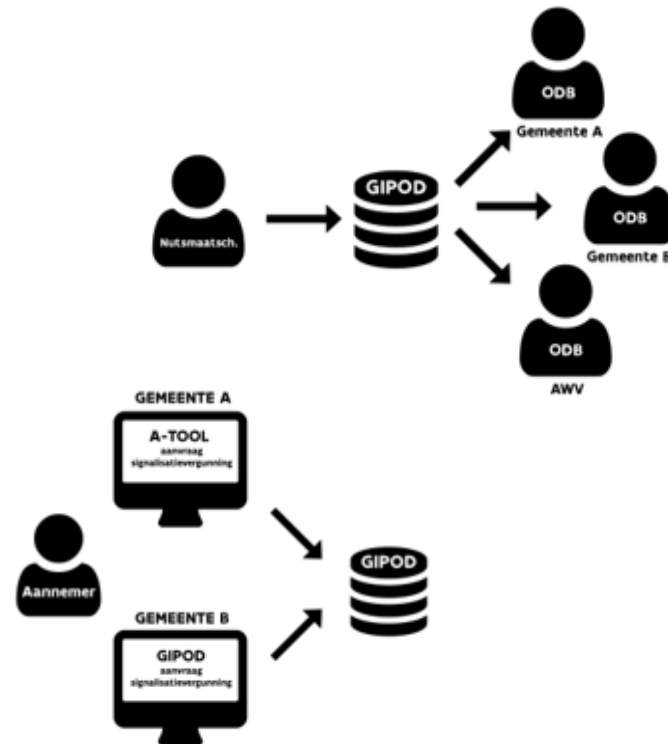 ODB
Gemeente A
GIPOD
Nutsmaatsch.
ODB
Gemeente B
ODB
AWV
GEMEENTE A
A-TOOL
aanvraag
signalisatievergunning
Aannemer
GIPOD
GEMEENTE B
GIPOD
aanvraag
signalisatievergunning